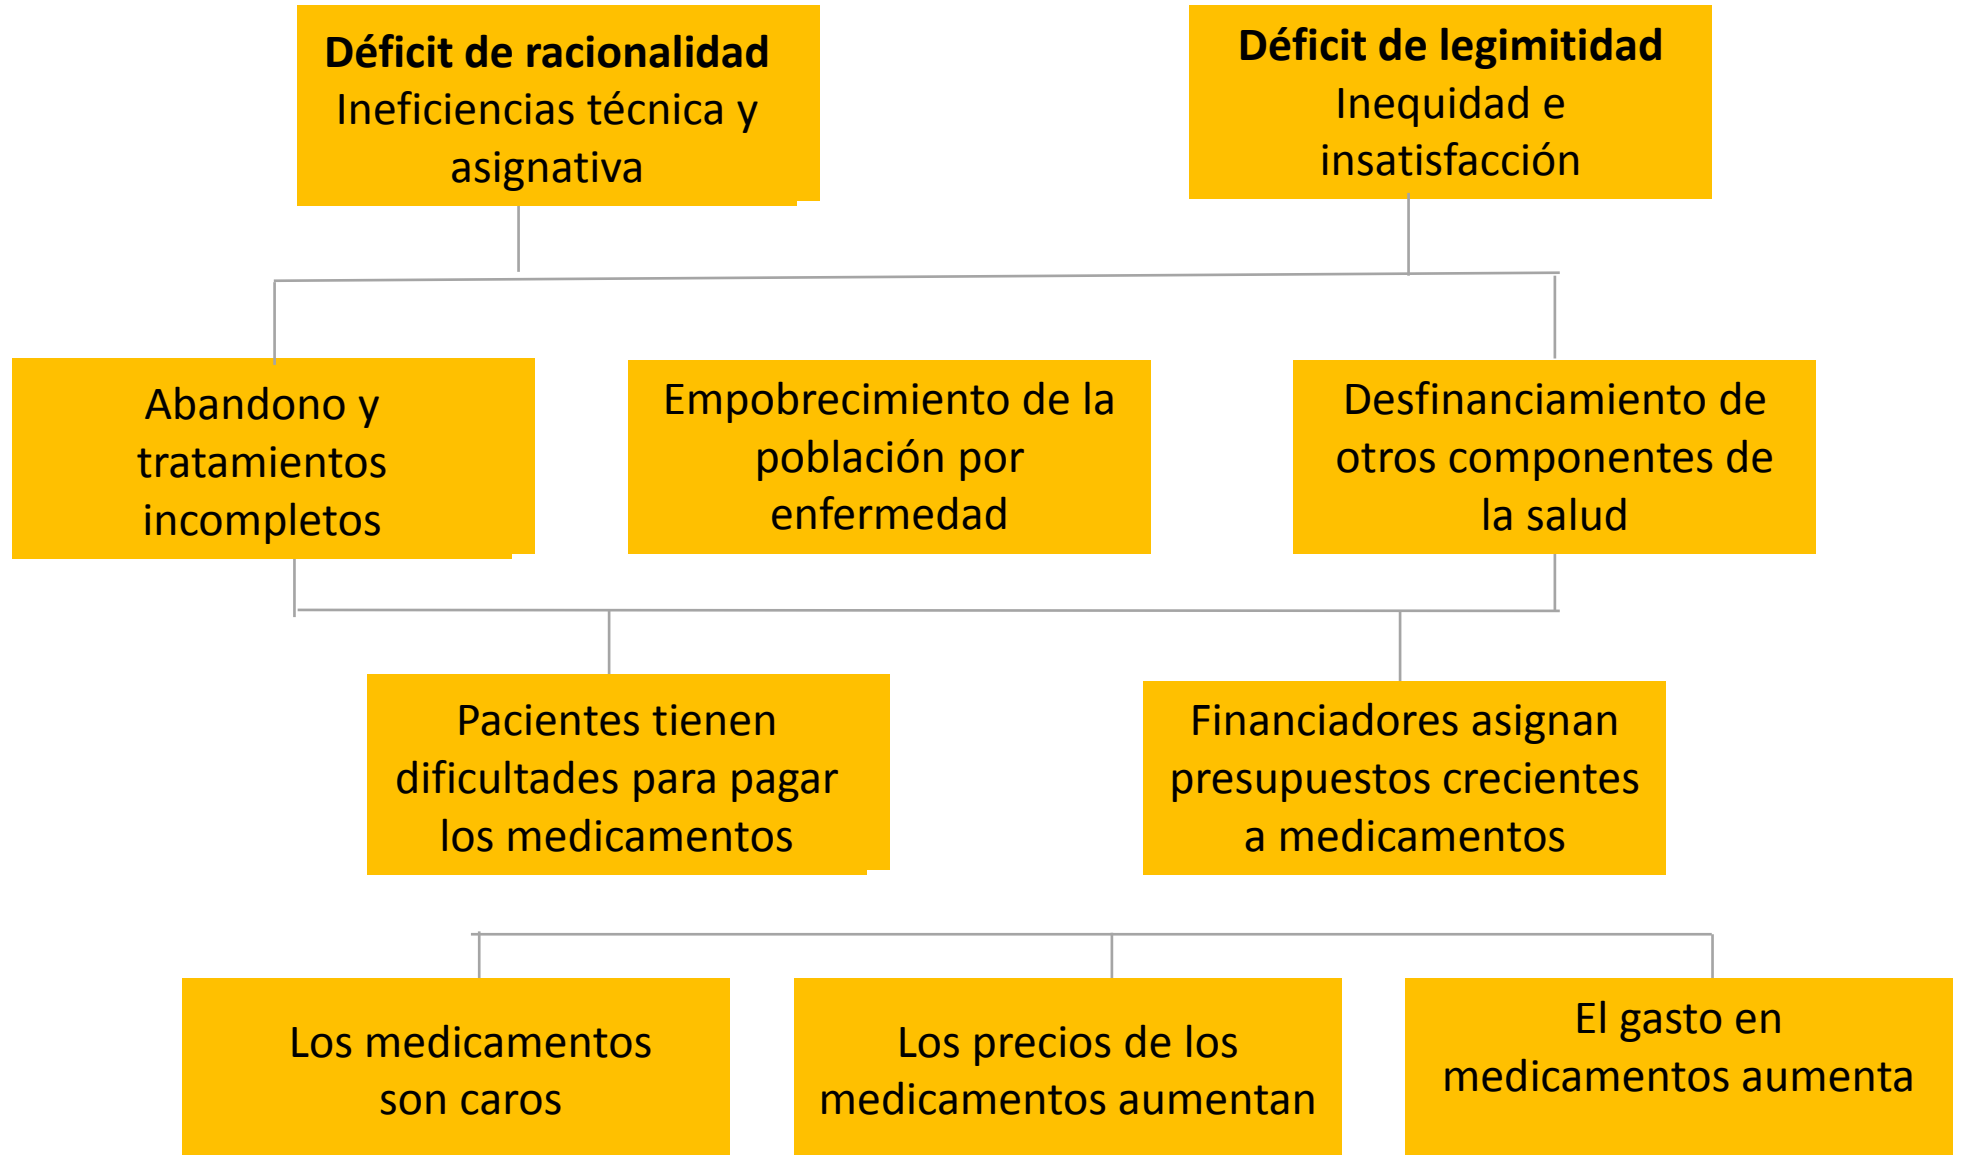 Déficit de racionalidad
Ineficiencias técnica y
asignativa
Déficit de legimitidad
Inequidad e
insatisfacción
Abandono y
tratamientos
incompletos
Empobrecimiento de la
población por
enfermedad
Desfinanciamiento de
otros componentes de
la salud
Pacientes tienen
dificultades para pagar
los medicamentos
Financiadores asignan
presupuestos crecientes
a medicamentos
Los medicamentos
son caros
Los precios de los
medicamentos aumentan
El gasto en
medicamentos aumenta